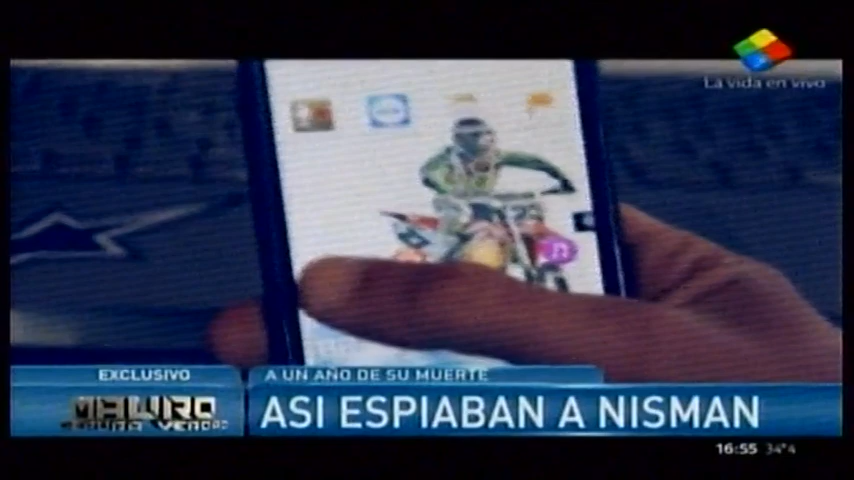 La vida en vivo
EXCLUSIVO
A UN AÑO DE SU MUERTE
MAURO
ASI ESPIABAN A NISMAN
16:55 34°4